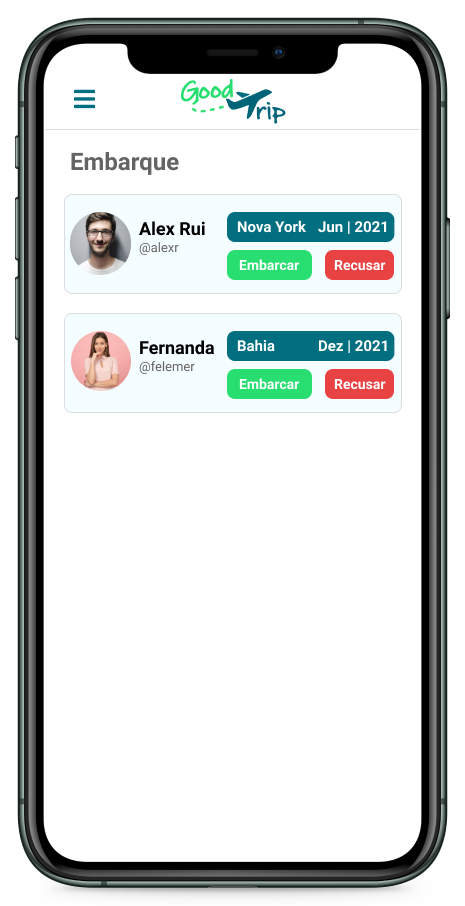 Good
Trip
Embarque
Alex Rui
@alexr
Nova York Jun | 2021
Embarcar Recusar
Fernanda
@felemer
Bahia Dez | 2021
Embarcar Recusar